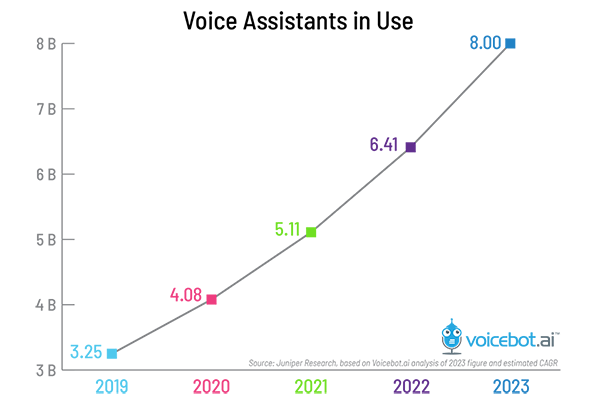 Voice Assistants in Use
8 B
8.00
7 B
6.41
6 B
5.11
5 B
4.08
4 B
3.25
voicebot.ai™
Source: Juniper Research, based on Voicebot.ai analysis of 2023 figure and estimated CAGR
3 B
2019 2020 2021 2022 2023